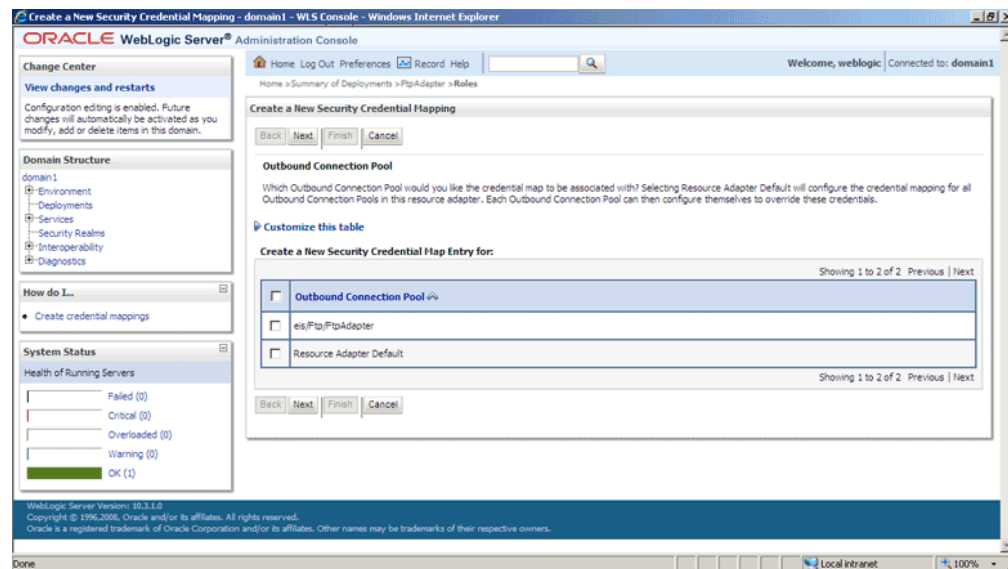 Create a New Security Credential Mapping - domain1 - WLS Console - Windows Internet Explorer
ORACLE WebLogic Server® Administration Console
Change Center
View changes and restarts
Configuration editing is enabled. Future
changes will automatically be activated as you
modify, add or delete items in this domain.
Domain Structure
domain1
Environment
Deployments
Services
Security Realms
Interoperability
Diagnostics
How do I...
Create credential mappings
System Status
Health of Running Servers
Failed (0)
Critical (0)
Overloaded (0)
Warning (0)
OK (1)
Home Log Out Preferences Record Help
Welcome, weblogic Connected to: domain1
Home >Summary of Deployments >FtpAdapter >Roles
Create a New Security Credential Mapping
Back Next Finish Cancel
Outbound Connection Pool
Which Outbound Connection Pool would you like the credential map to be associated with? Selecting Resource Adapter Default will configure the credential mapping for all
Outbound Connection Pools in this resource adapter. Each Outbound Connection Pool can then configure themselves to override these credentials.
Customize this table
Create a New Security Credential Map Entry for:
Showing 1 to 2 of 2 Previous | Next
Outbound Connection Pool
eis/Ftp/FtpAdapter
Resource Adapter Default
Showing 1 to 2 of 2 Previous | Next
Back Next Finish Cancel
WebLogic Server Version: 10.3.1.0
Copyright © 1996,2008, Oracle and/or its affiliates. All rights reserved.
Oracle is a registered trademark of Oracle Corporation and/or its affiliates. Other names may be trademarks of their respective owners.
Done
Local intranet
100%